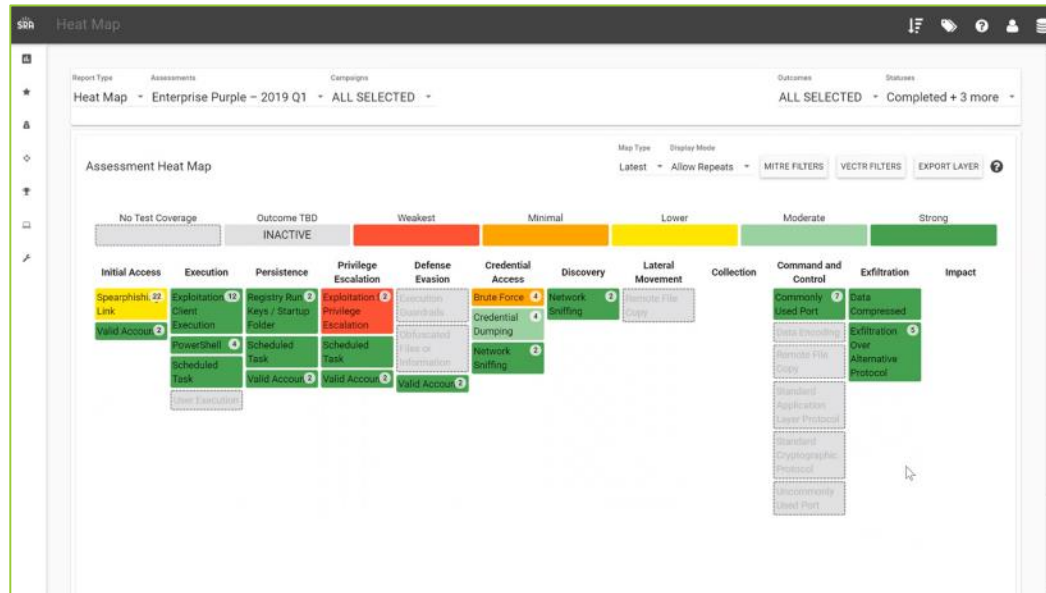 SRA Heat Map
Report Type Assessments Campaigns Outcomes Statuses
Heat Map Enterprise Purple – 2019 Q1 ALL SELECTED ALL SELECTED Completed + 3 more
Map Type Display Mode
Assessment Heat Map Latest Allow Repeats MITRE FILTERS VECTR FILTERS EXPORT LAYER
No Test Coverage Outcome TBD Weakest Minimal Lower Moderate Strong
INACTIVE
Initial Access
Spearphishi. 22
Link
Valid Accoun 2
Execution
Exploitation 12
Client
Execution
PowerShell 4
Scheduled
Task
User Execution
Persistence
Registry Run 2
Keys / Startup
Folder
Scheduled
Task
Valid Accoun 2
Privilege
Escalation
Exploitation 2
Privilege
Escalation
Scheduled
Task
Valid Accoun 2
Defense
Evasion
Execution
Guardrails
Obfuscated
Files or
Information
Valid Accoun 2
Credential
Access
Brute Force 4
Credential 4
Dumping
Network 2
Sniffing
Discovery
Network 2
Sniffing
Lateral
Movement
Remote File
Copy
Collection
Command and
Control
Commonly 7
Used Port
Data Encoding
Remote File
Copy
Standard
Application
Layer Protocol
Standard
Cryptographic
Protocol
Uncommonly
Used Port
Exfiltration
Data
Compressed
Exfiltration 5
Over
Alternative
Protocol
Impact